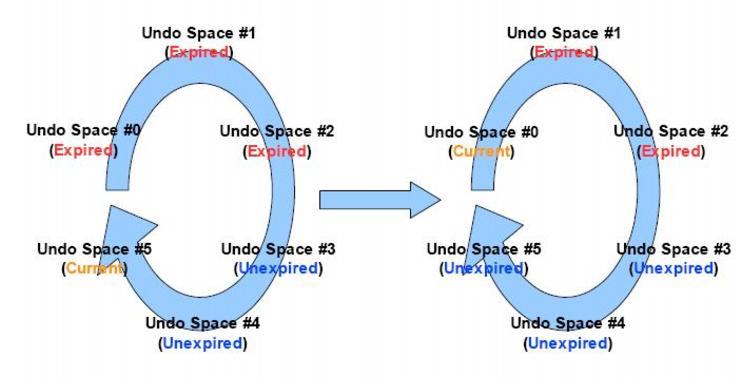 Undo Space #1
(Expired)
Undo Space #0
(Expired)
Undo Space #2
(Expired)
Undo Space #5
(Current)
Undo Space #3
(Unexpired)
Undo Space #4
(Unexpired)
Undo Space #1
(Expired)
Undo Space #0
(Current)
Undo Space #2
(Expired)
Undo Space #5
(Unexpired)
Undo Space #3
(Unexpired)
Undo Space #4
(Unexpired)